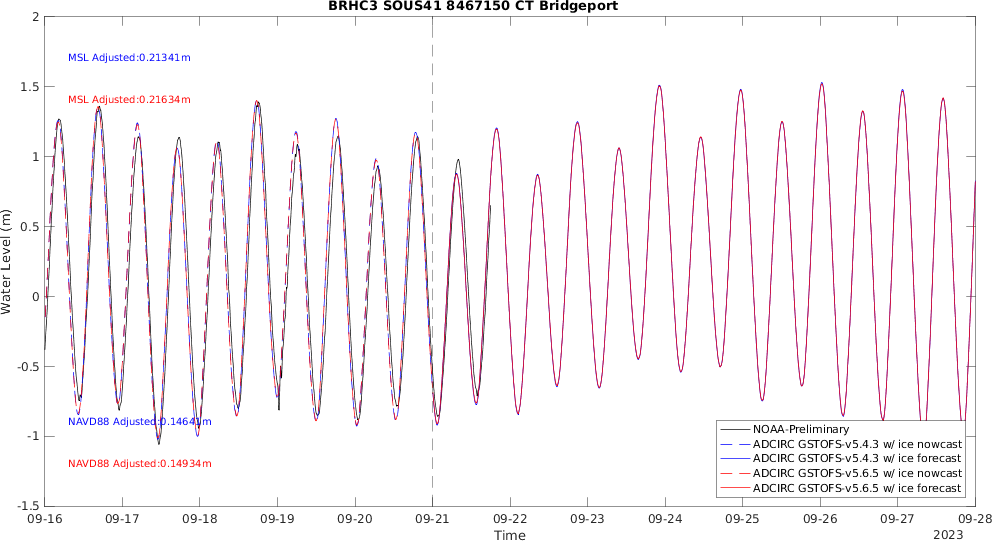 BRHC3 SOUS41 8467150 CT Bridgeport
2
1.5
1
0.5
0
-0.5
-1
-1.5
Water Level (m)
MSL Adjusted:0.21341m
MSL Adjusted:0.21634m
NAVD88 Adjusted:0.14641m
NAVD88 Adjusted:0.14934m
NOAA-Preliminary
ADCIRC GSTOFS-v5.4.3 w/ ice nowcast
ADCIRC GSTOFS-v5.4.3 w/ ice forecast
ADCIRC GSTOFS-v5.6.5 w/ ice nowcast
ADCIRC GSTOFS-v5.6.5 w/ ice forecast
09-16 09-17 09-18 09-19 09-20 09-21 09-22 09-23 09-24 09-25 09-26 09-27 09-28
Time
2023